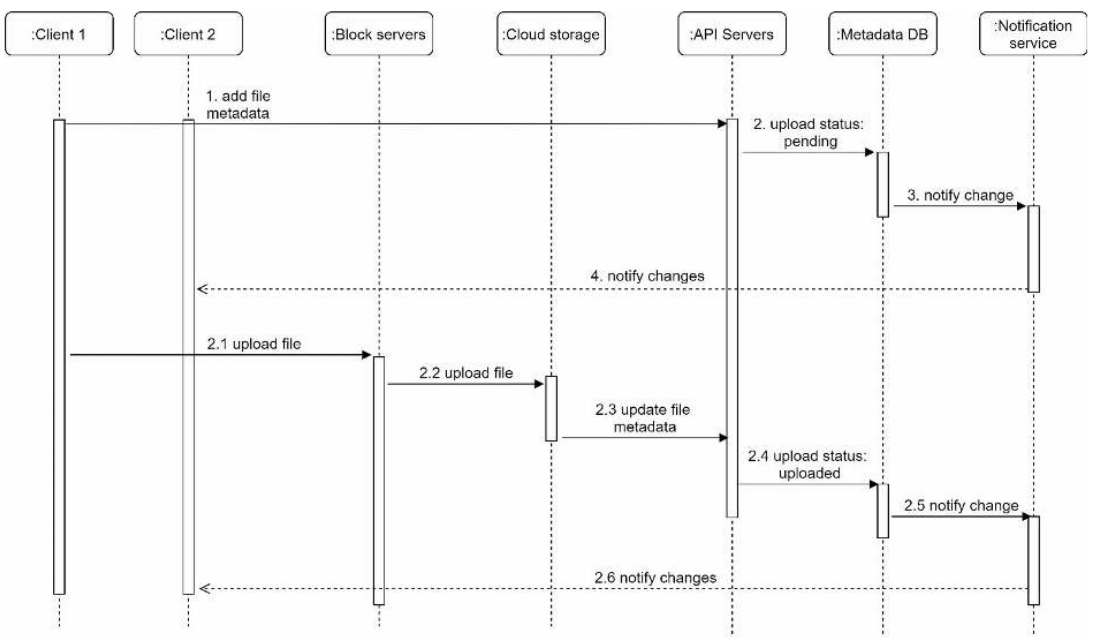 :Client 1
:Client 2
:Block servers
:Cloud storage
:API Servers
:Metadata DB
:Notification
service
1. add file
metadata
2. upload status:
pending
3. notify change
4. notify changes
2.1 upload file
2.2 upload file
2.3 update file
metadata
2.4 upload status:
uploaded
2.5 notify change
2.6 notify changes